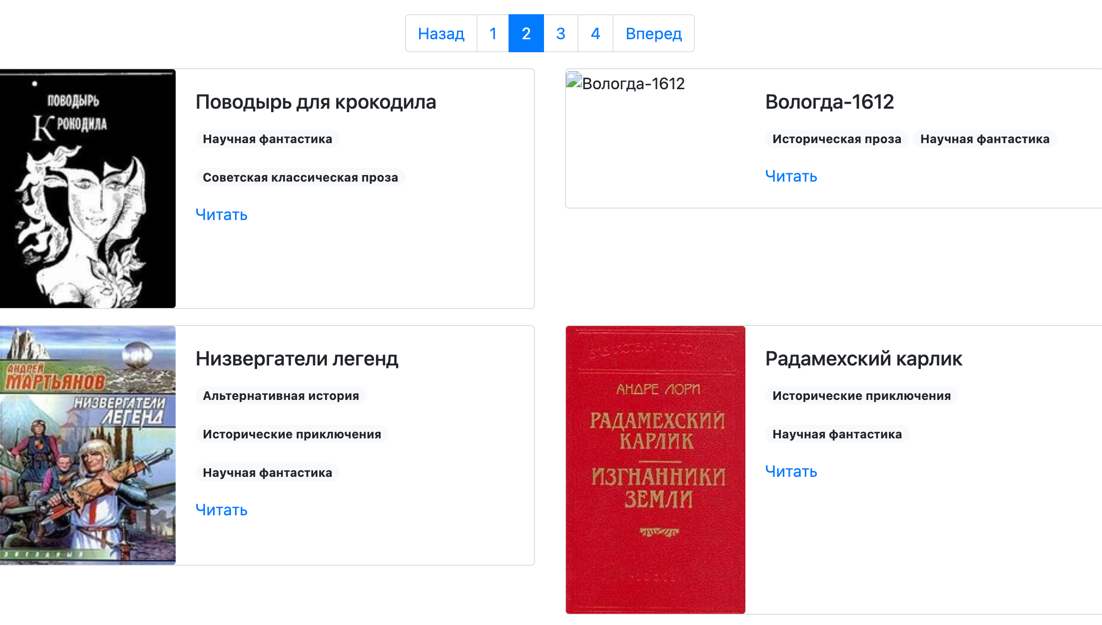 Назад 1 2 3 4 Вперед
ПОВОДЫРЬ
КРОКОДИЛА
Поводырь для крокодила
Научная фантастика
Советская классическая проза
Читать
Вологда-1612
Вологда-1612
Историческая проза Научная фантастика
Читать
АНДРЕЙ
МАРТЬЯНОВ
НИЗВЕРГАТЕЛИ
ЛЕГЕНД
ЗВЕЗДНЫЙ
Низвергатели легенд
Альтернативная история
Исторические приключения
Научная фантастика
Читать
АНДРЕ ЛОРИ
РАДАМЕХСКИЙ
КАРЛИК
ИЗГНАННИКИ
ЗЕМЛИ
Радамехский карлик
Исторические приключения
Научная фантастика
Читать